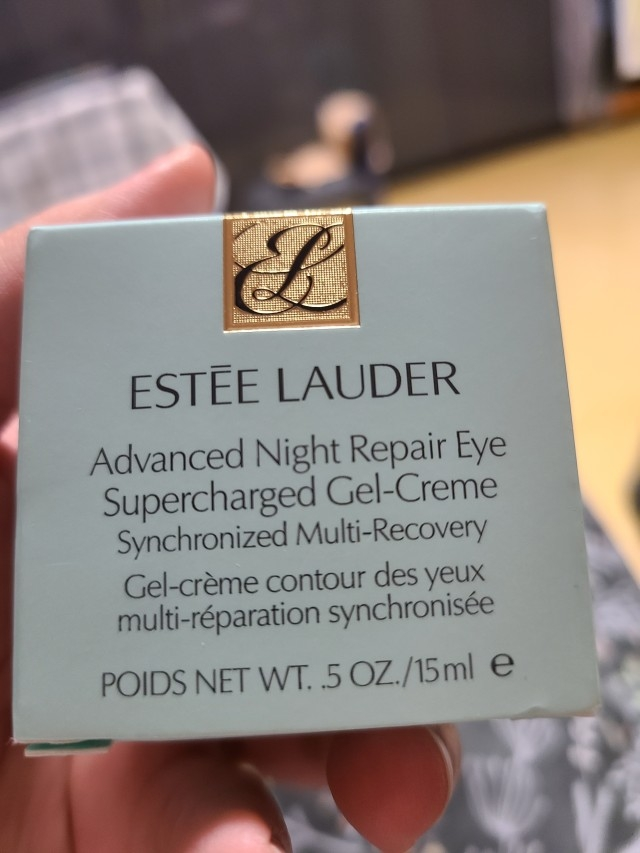 EL
ESTĒE LAUDER
Advanced Night Repair Eye
Supercharged Gel-Creme
Synchronized Multi-Recovery
Gel-crème contour des yeux
multi-réparation synchronisée
POIDS NET WT. .5 OZ./15ml e